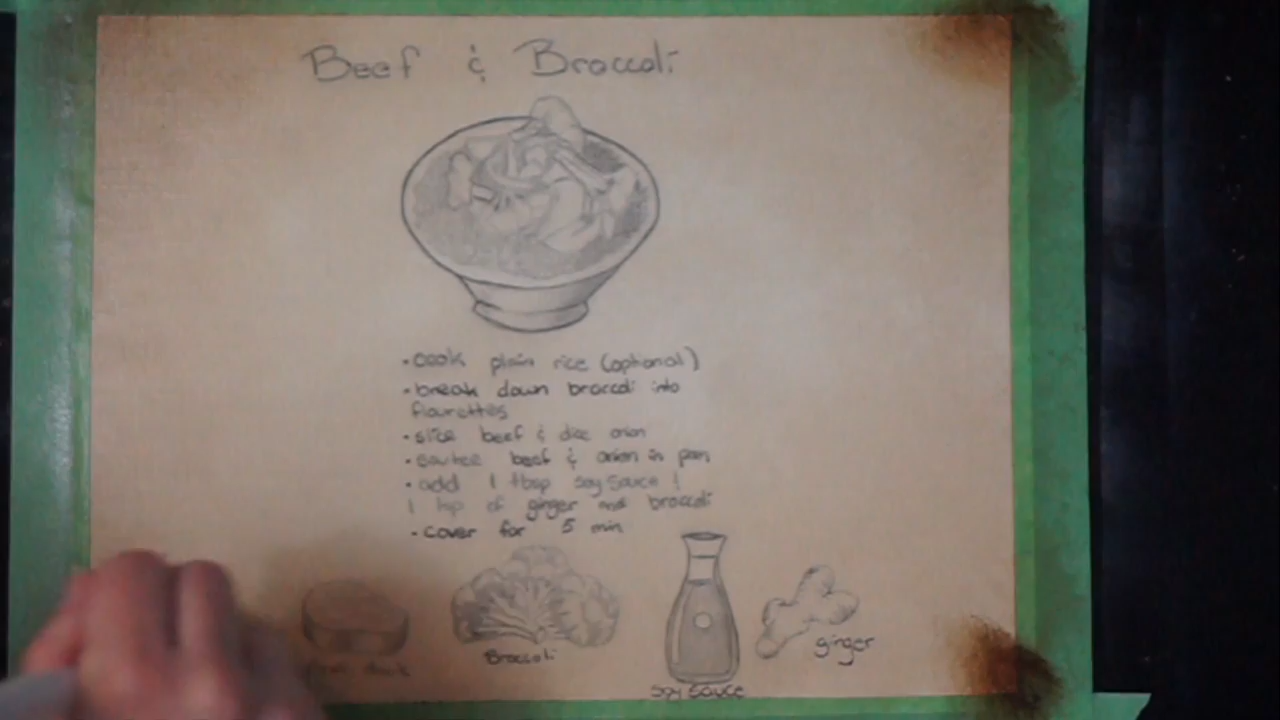 Beef & Broccoli
• cook plain rice (optional)
• break down broccoli into
flourettes
• slice beef & dice onion
• sautee beef & onion in pan
• add 1 tbsp soy sauce &
1 tsp of ginger and broccoli
• cover for 5 min
Broccoli
ginger
Soy Sauce